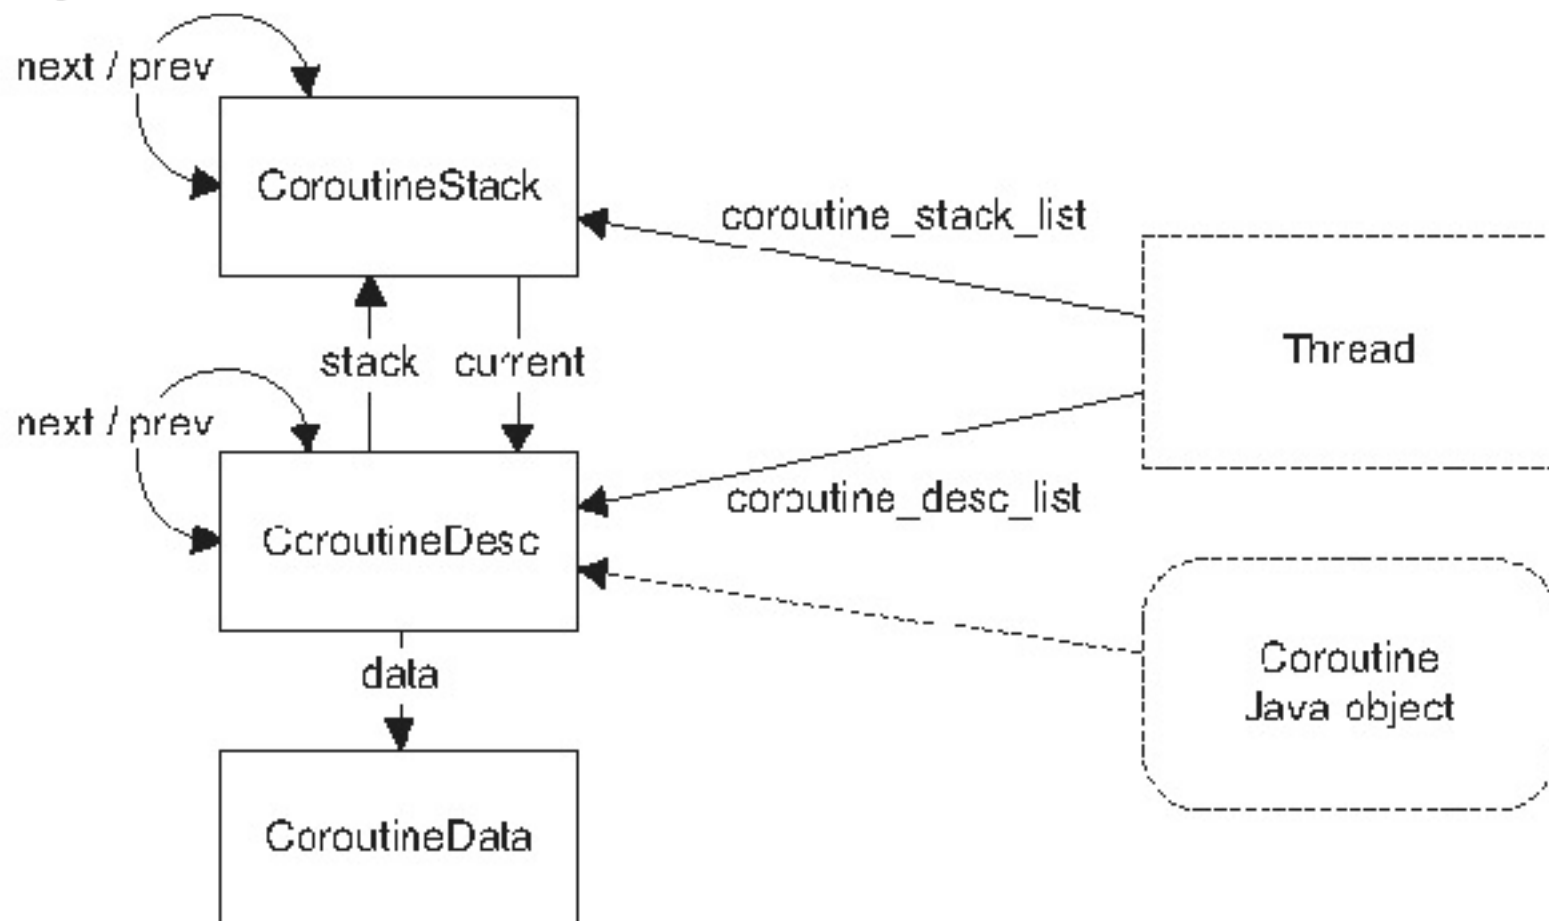 next / prev
CoroutineStack
coroutine_stack_list
Thread
stack
current
next / prev
coroutine_desc_list
CoroutineDesc
Coroutine
Java object
data
CoroutineData